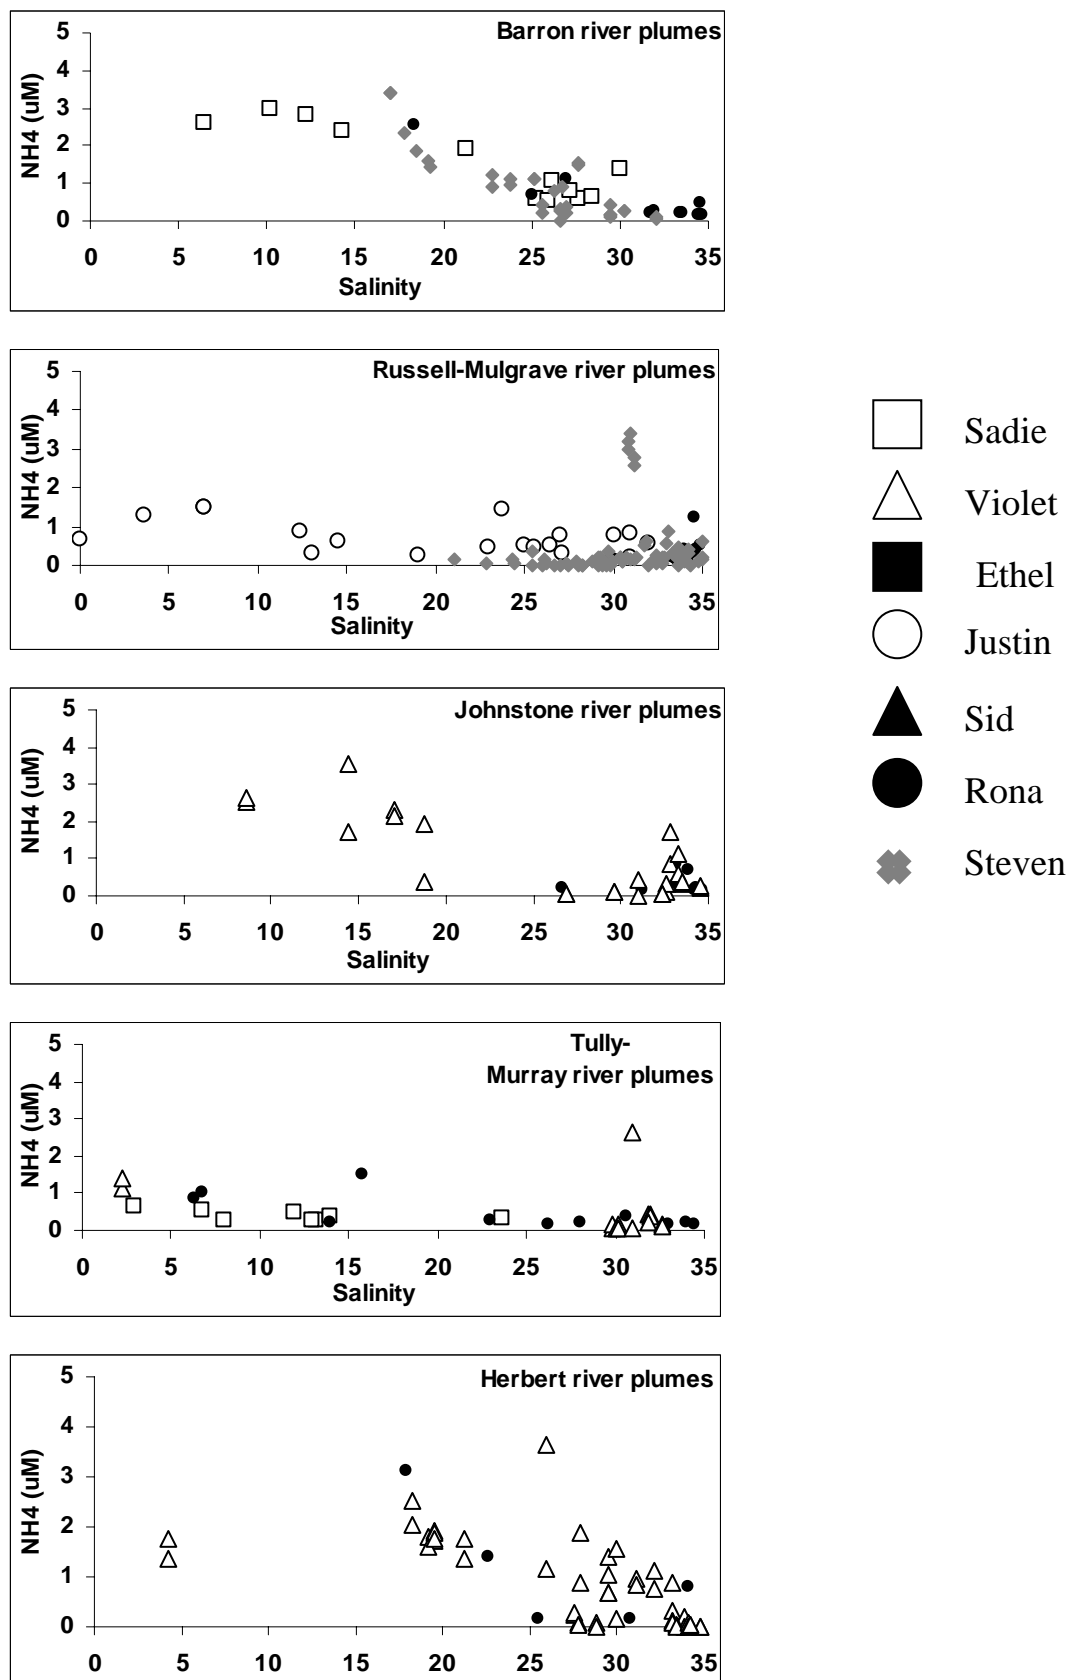 Barron river plumes
5
4
3
2
1
0
NH4 (uM)
0 5 10 15 20 25 30 35
Salinity
Russell-Mulgrave river plumes
5
4
3
2
1
0
NH4 (uM)
0 5 10 15 20 25 30 35
Salinity
Johnstone river plumes
5
4
3
2
1
0
NH4 (uM)
0 5 10 15 20 25 30 35
Salinity
Tully-
Murray river plumes
5
4
3
2
1
0
NH4 (uM)
0 5 10 15 20 25 30 35
Salinity
Herbert river plumes
5
4
3
2
1
0
NH4 (uM)
0 5 10 15 20 25 30 35
Sadie
Violet
Ethel
Justin
Sid
Rona
Steven